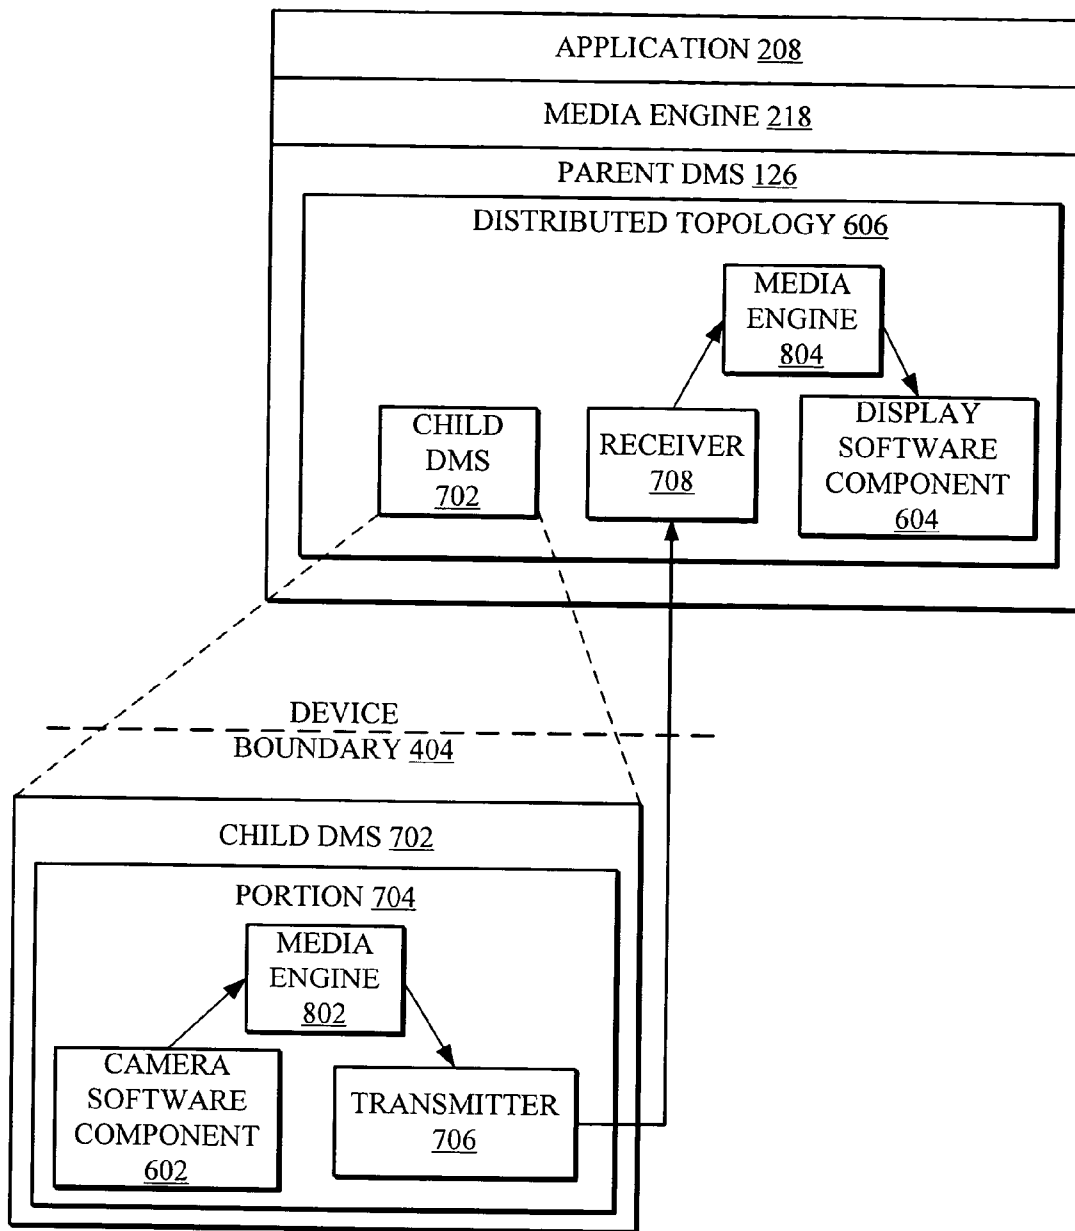 APPLICATION 208
MEDIA ENGINE 218
PARENT DMS 126
DISTRIBUTED TOPOLOGY 606
MEDIA
ENGINE
804
CHILD
DMS
702
RECEIVER
708
DISPLAY
SOFTWARE
COMPONENT
604
DEVICE
BOUNDARY 404
CHILD DMS 702
PORTION 704
MEDIA
ENGINE
802
CAMERA
SOFTWARE
COMPONENT
602
TRANSMITTER
706